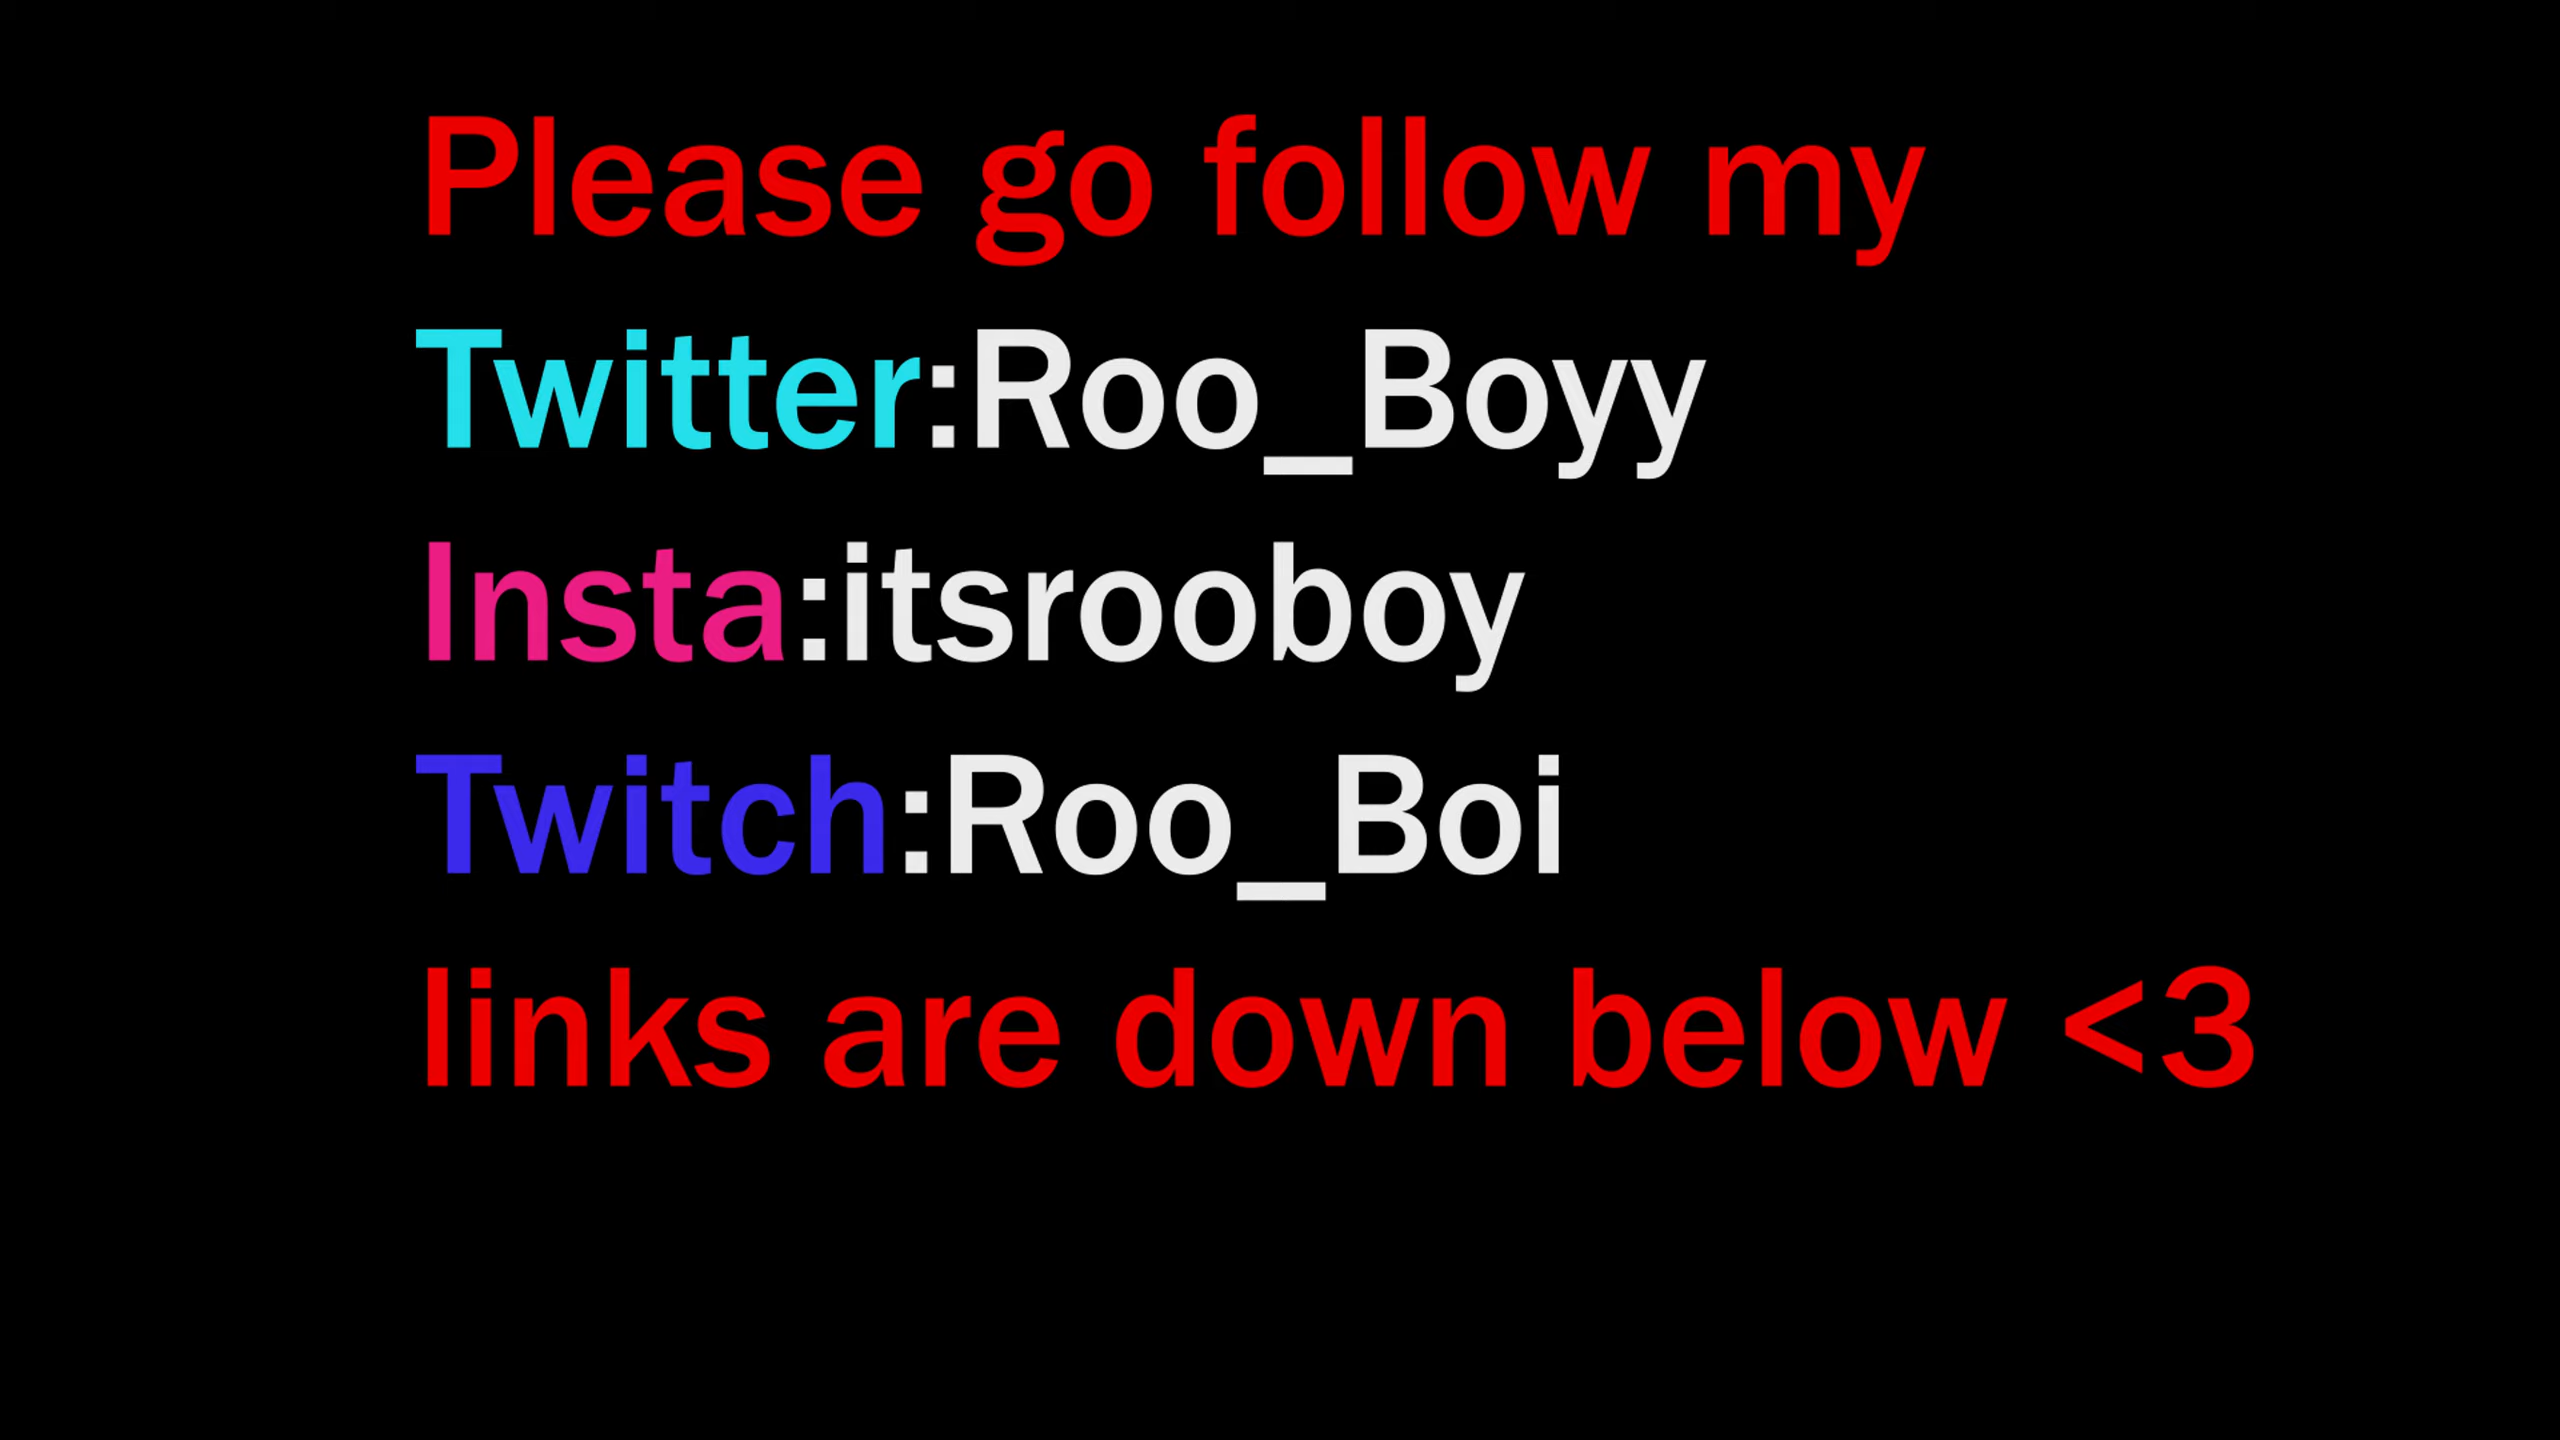 Please go follow my
Twitter:Roo_Boyy
Insta:itsrooboy
Twitch:Roo_Boi
links are down below <3